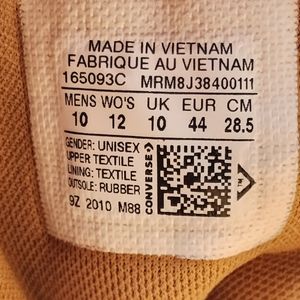 MADE IN VIETNAM
FABRIQUE AU VIETNAM
165093C MRM8J38400111
MENS WO'S UK EUR CM
10 12 10 44 28.5
GENDER: UNISEX
UPPER TEXTILE
LINING: TEXTILE
OUTSOLE: RUBBER
9Z 2010 M88
CONVERSE